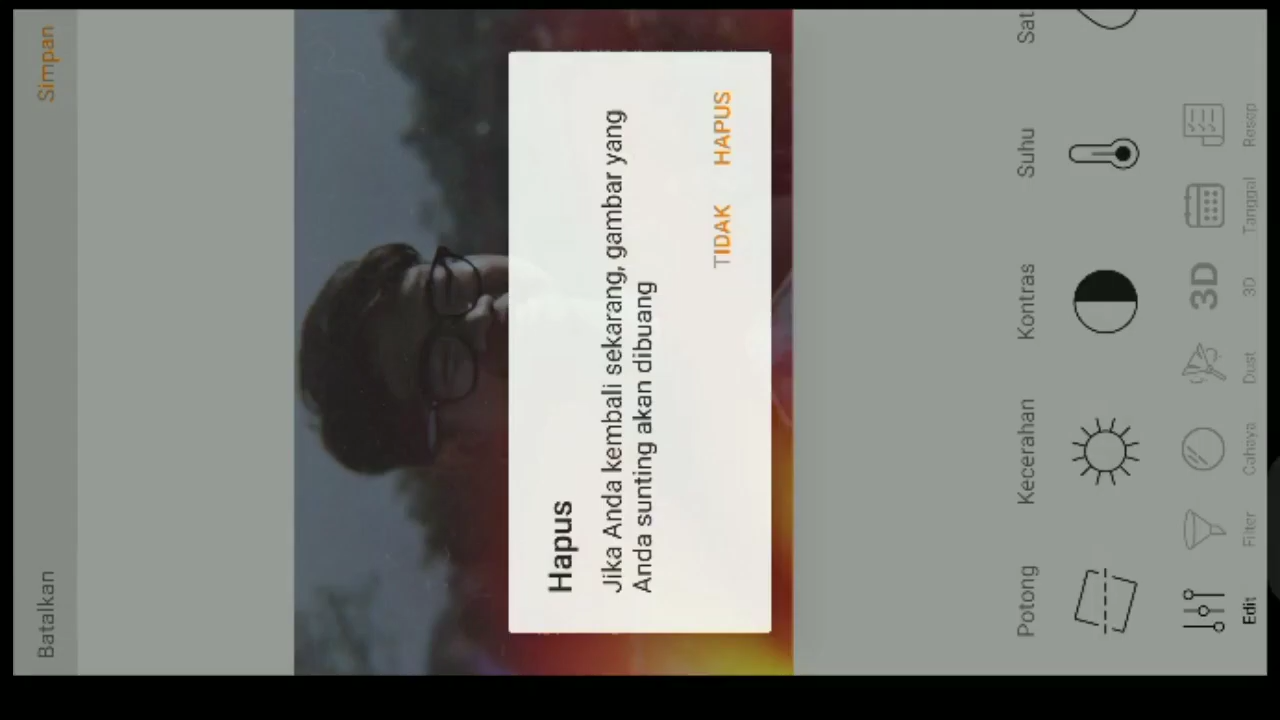 Batalkan
Simpan
Hapus
Jika Anda kembali sekarang, gambar yang
Anda sunting akan dibuang
TIDAK
HAPUS
Potong
Kecerahan
Kontras
Suhu
Sat
3D
Edit
Filter
Cahaya
Dust
3D
Tanggal
Resep